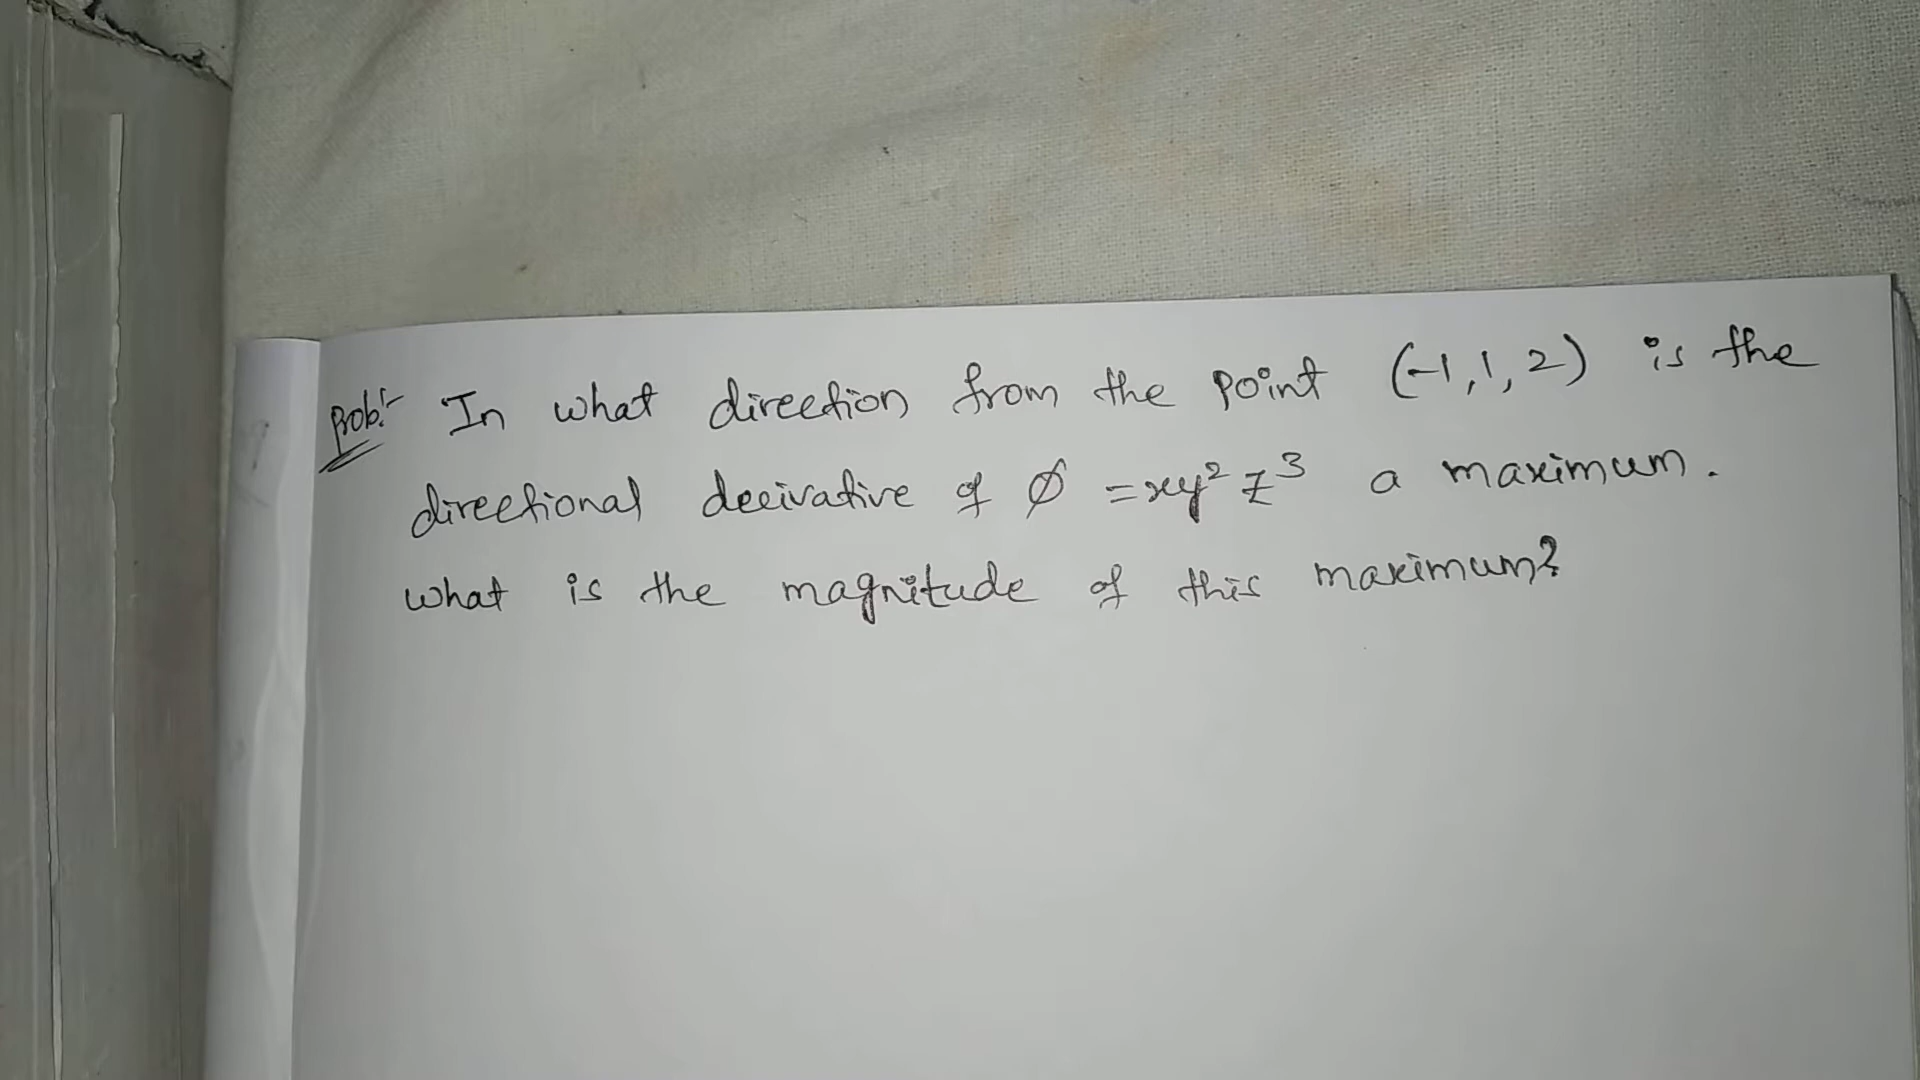 Prob:- In what direction from the point (-1,1,2) is the
directional derivative of Ø = xy² z³ a maximum.
what is the magnitude of this maximum?